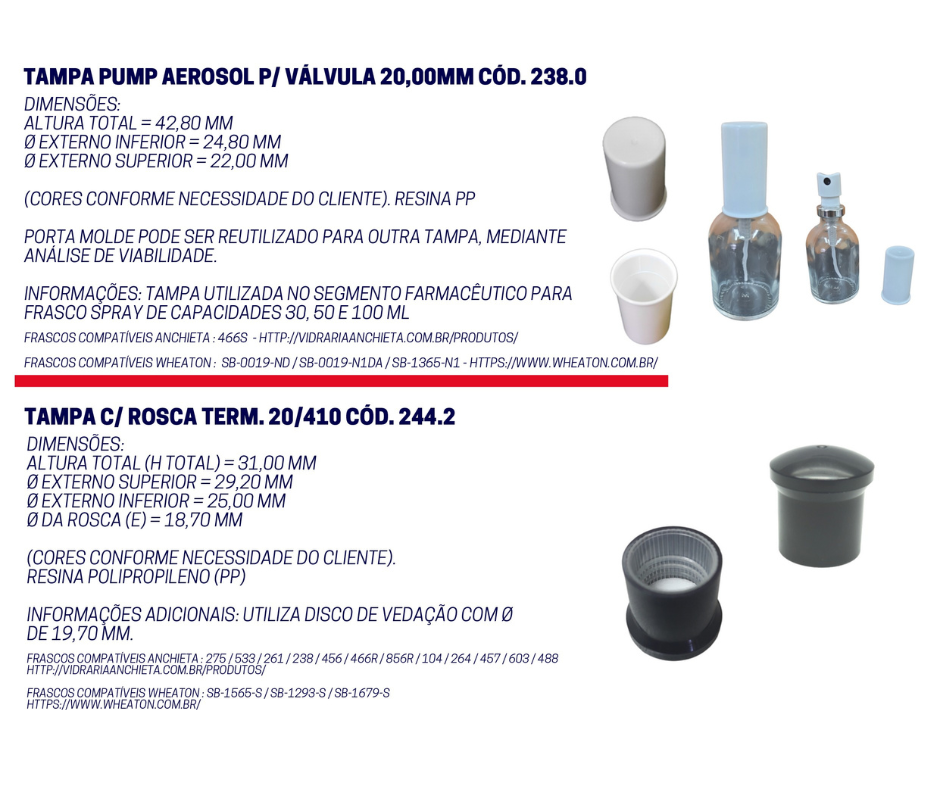 TAMPA PUMP AEROSOL P/ VÁLVULA 20,00MM CÓD. 238.0
DIMENSÕES:
ALTURA TOTAL = 42,80 MM
Ø EXTERNO INFERIOR = 24,80 MM
Ø EXTERNO SUPERIOR = 22,00 MM
(CORES CONFORME NECESSIDADE DO CLIENTE). RESINA PP
PORTA MOLDE PODE SER REUTILIZADO PARA OUTRA TAMPA, MEDIANTE
ANÁLISE DE VIABILIDADE.
INFORMAÇÕES: TAMPA UTILIZADA NO SEGMENTO FARMACÊUTICO PARA
FRASCO SPRAY DE CAPACIDADES 30, 50 E 100 ML
FRASCOS COMPATÍVEIS ANCHIETA : 466S - HTTP://VIDRARIAANCHIETA.COM.BR/PRODUTOS/
FRASCOS COMPATÍVEIS WHEATON : SB-0019-ND / SB-0019-N1DA / SB-1365-N1 - HTTPS://WWW.WHEATON.COM.BR/
TAMPA C/ ROSCA TERM. 20/410 CÓD. 244.2
DIMENSÕES:
ALTURA TOTAL (H TOTAL) = 31,00 MM
Ø EXTERNO SUPERIOR = 29,20 MM
Ø EXTERNO INFERIOR = 25,00 MM
Ø DA ROSCA (E) = 18,70 MM
(CORES CONFORME NECESSIDADE DO CLIENTE).
RESINA POLIPROPILENO (PP)
INFORMAÇÕES ADICIONAIS: UTILIZA DISCO DE VEDAÇÃO COM Ø
DE 19,70 MM.
FRASCOS COMPATÍVEIS ANCHIETA : 275 / 533 / 261 / 238 / 456 / 466R / 856R / 104 / 264 / 457 / 603 / 488
HTTP://VIDRARIAANCHIETA.COM.BR/PRODUTOS/
FRASCOS COMPATÍVEIS WHEATON : SB-1565-S / SB-1293-S / SB-1679-S
HTTPS://WWW.WHEATON.COM.BR/